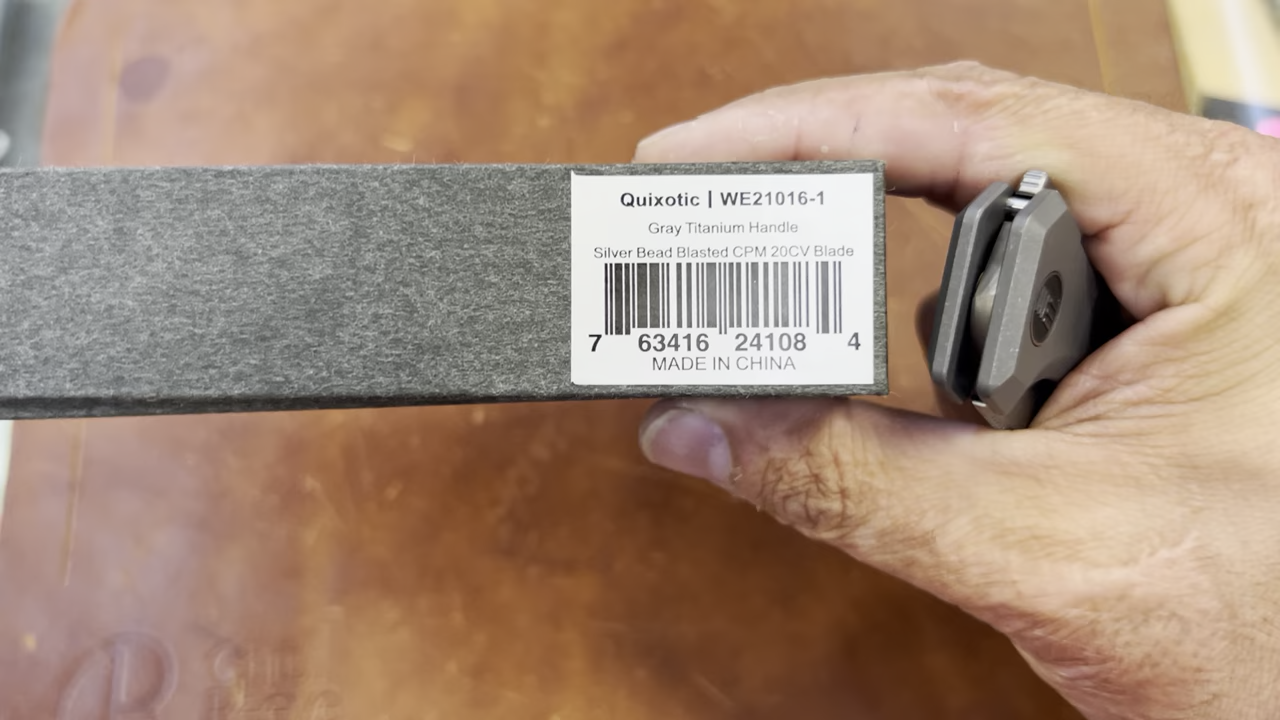 Quixotic | WE21016-1
Gray Titanium Handle
Silver Bead Blasted CPM 20CV Blade
7 63416 24108 4
MADE IN CHINA